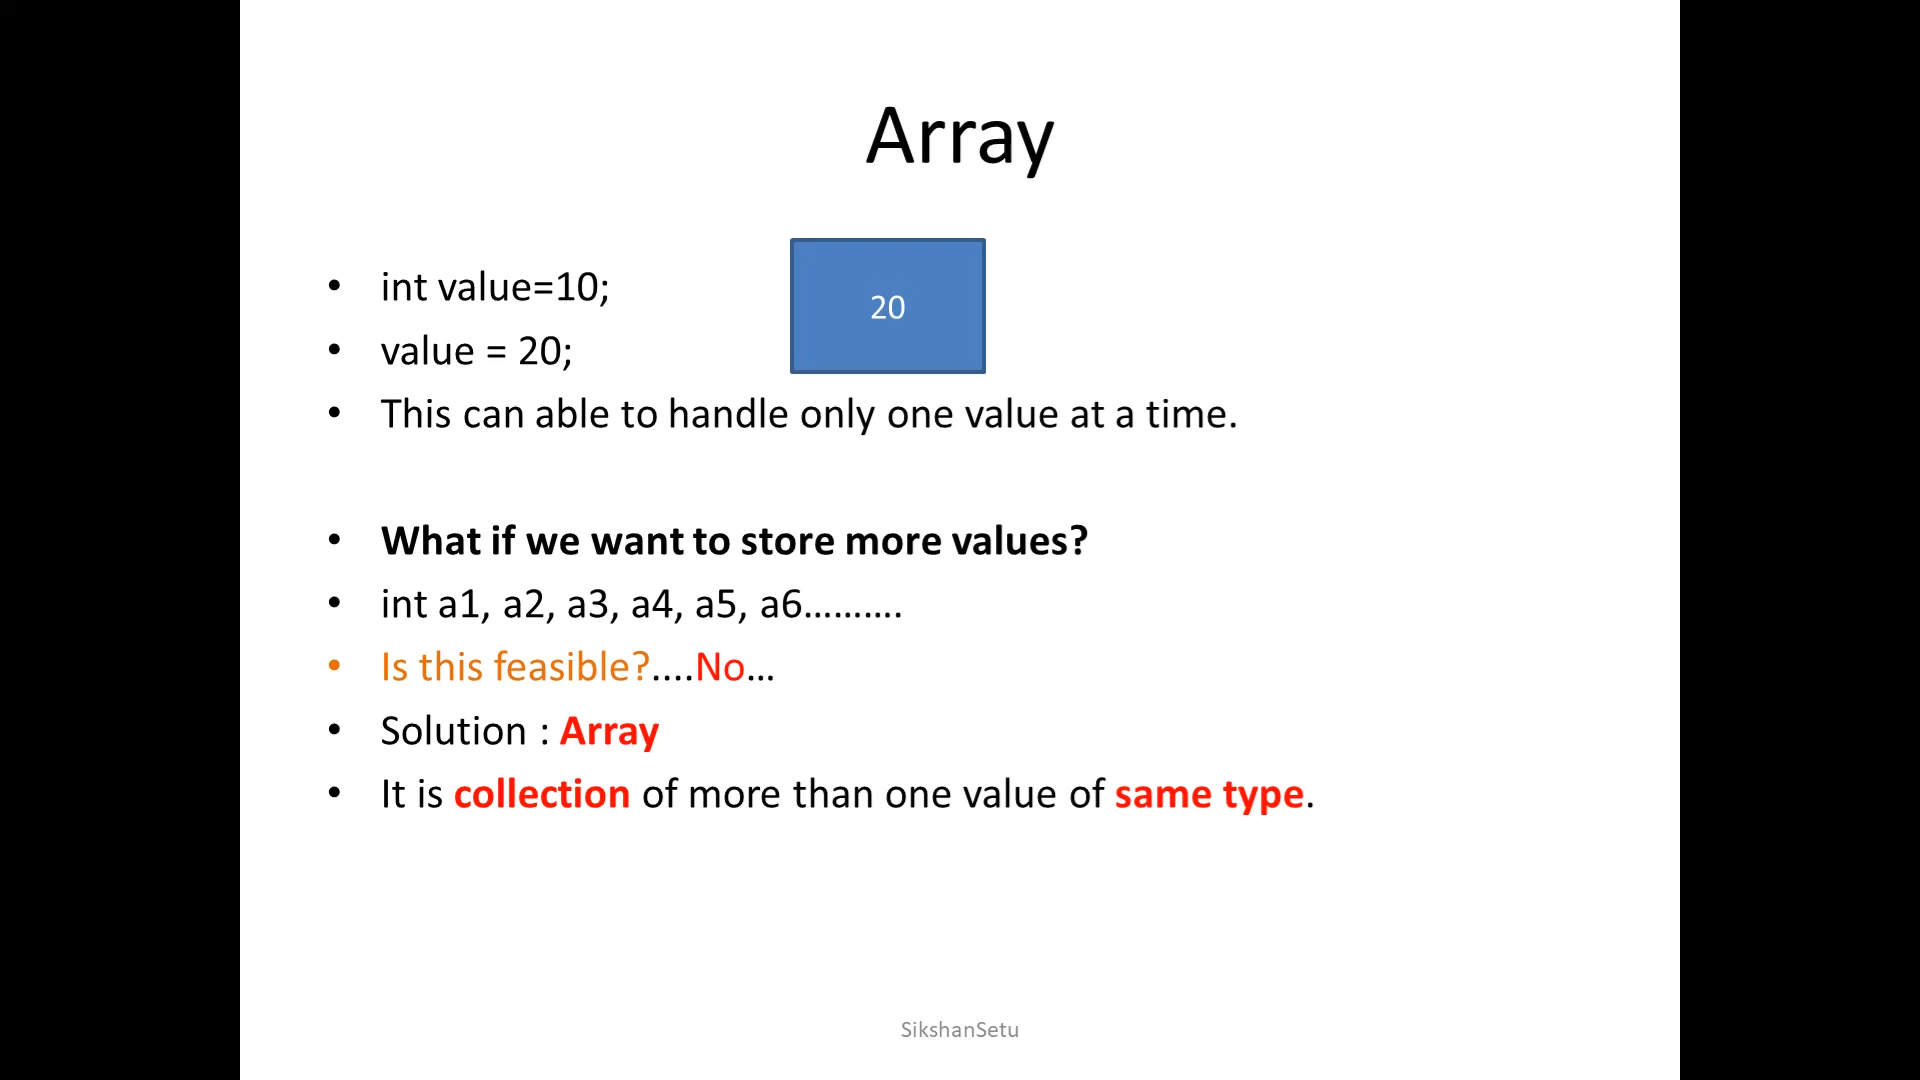 Array
• int value=10;
20
• value = 20;
• This can able to handle only one value at a time.
• What if we want to store more values?
• int a1, a2, a3, a4, a5, a6……….
• Is this feasible?....No…
• Solution : Array
• It is collection of more than one value of same type.
SikshanSetu